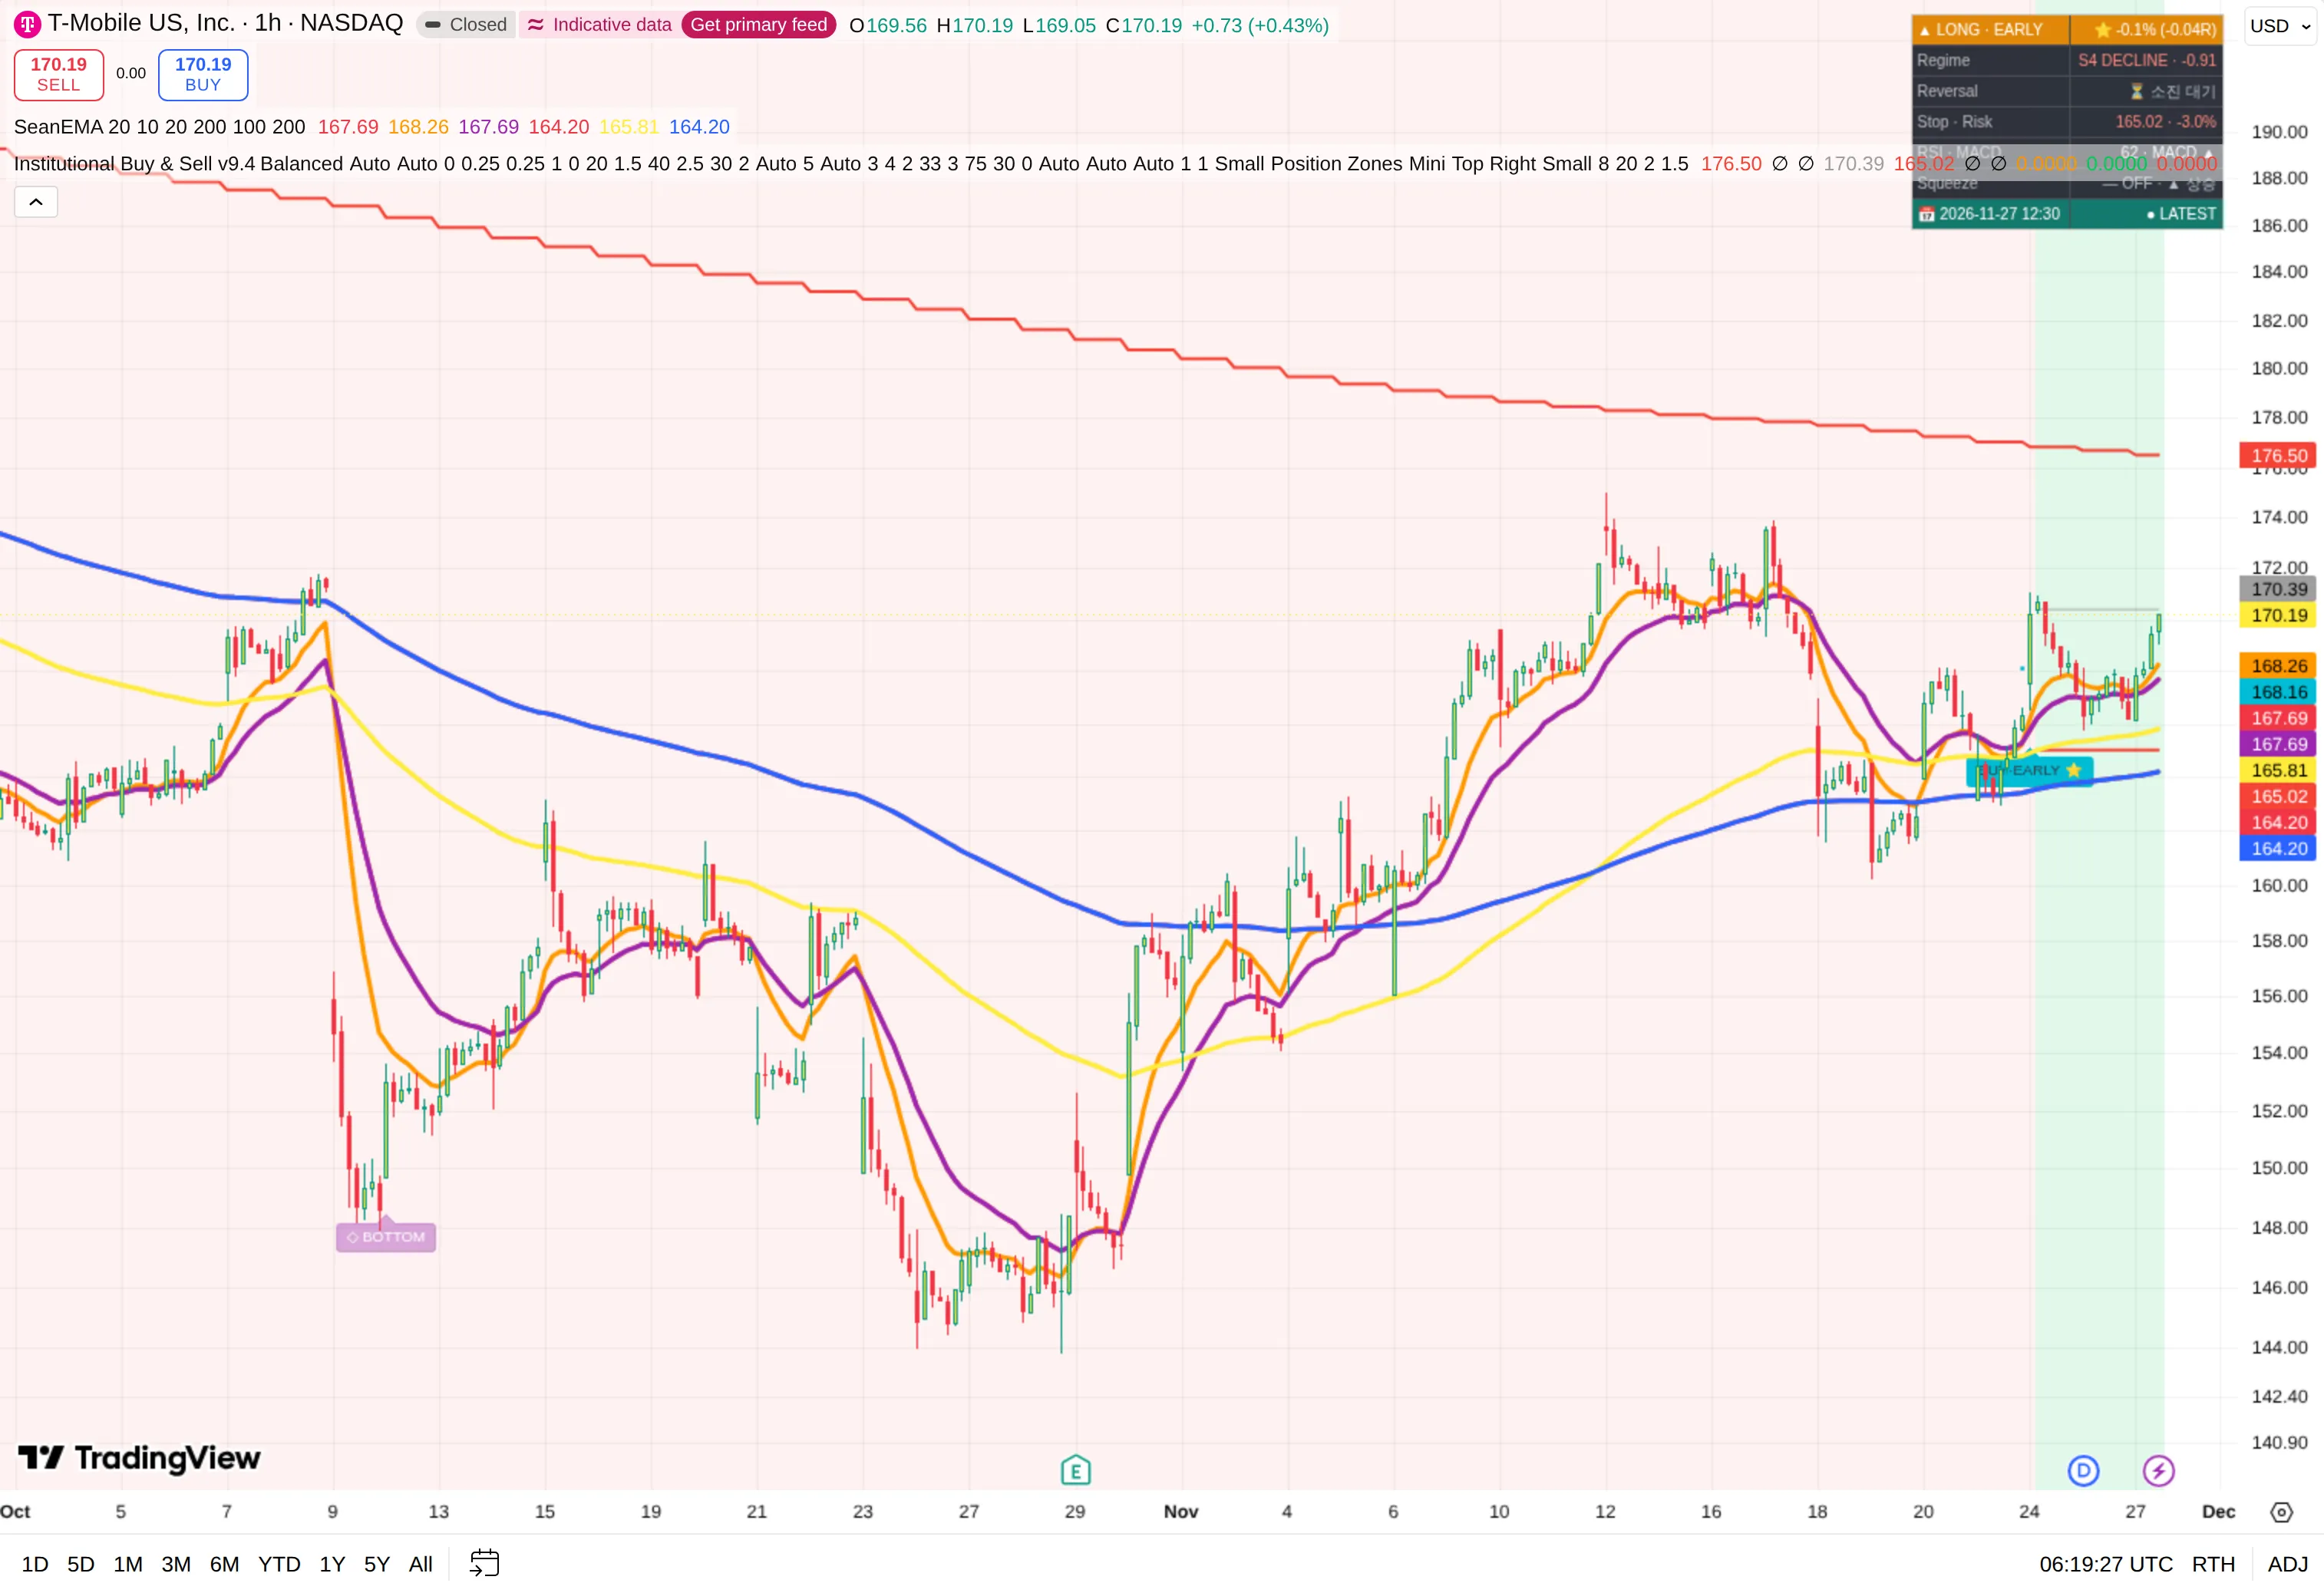 T-Mobile US, Inc. · 1h · NASDAQ Closed Indicative data Get primary feed O169.56 H170.19 L169.05 C170.19 +0.73 (+0.43%)
170.19 SELL
0.00
170.19 BUY
SeanEMA 20 10 20 200 100 200 167.69 168.26 167.69 164.20 165.81 164.20
Institutional Buy & Sell v9.4 Balanced Auto Auto 0 0.25 0.25 1 0 20 1.5 40 2.5 30 2 Auto 5 Auto 3 4 2 33 3 75 30 0 Auto Auto Auto 1 1 Small Position Zones Mini Top Right Small 8 20 2 1.5 176.50 ∅ ∅ 170.39 165.02 ∅ ∅ 0.0000 0.0000 0.0000
▲ LONG · EARLY ⭐ -0.1% (-0.04R)
Regime S4 DECLINE · -0.91
Reversal ⏳ 소진 대기
Stop · Risk 165.02 · -3.0%
RSI · MACD 62 · MACD ▲
Squeeze — OFF · ▲ 상승
📅 2026-11-27 12:30 ● LATEST
USD
190.00
188.00
186.00
184.00
182.00
180.00
178.00
176.50
176.00
174.00
172.00
170.39
170.19
168.26
168.16
167.69
167.69
165.81
165.02
164.20
164.20
160.00
158.00
156.00
154.00
152.00
150.00
148.00
146.00
144.00
142.40
140.90
EARLY ⭐
◇ BOTTOM
TradingView
E
D
Oct 5 7 9 13 15 19 21 23 27 29 Nov 4 6 10 12 16 18 20 24 27 Dec
1D 5D 1M 3M 6M YTD 1Y 5Y All
06:19:27 UTC RTH ADJ